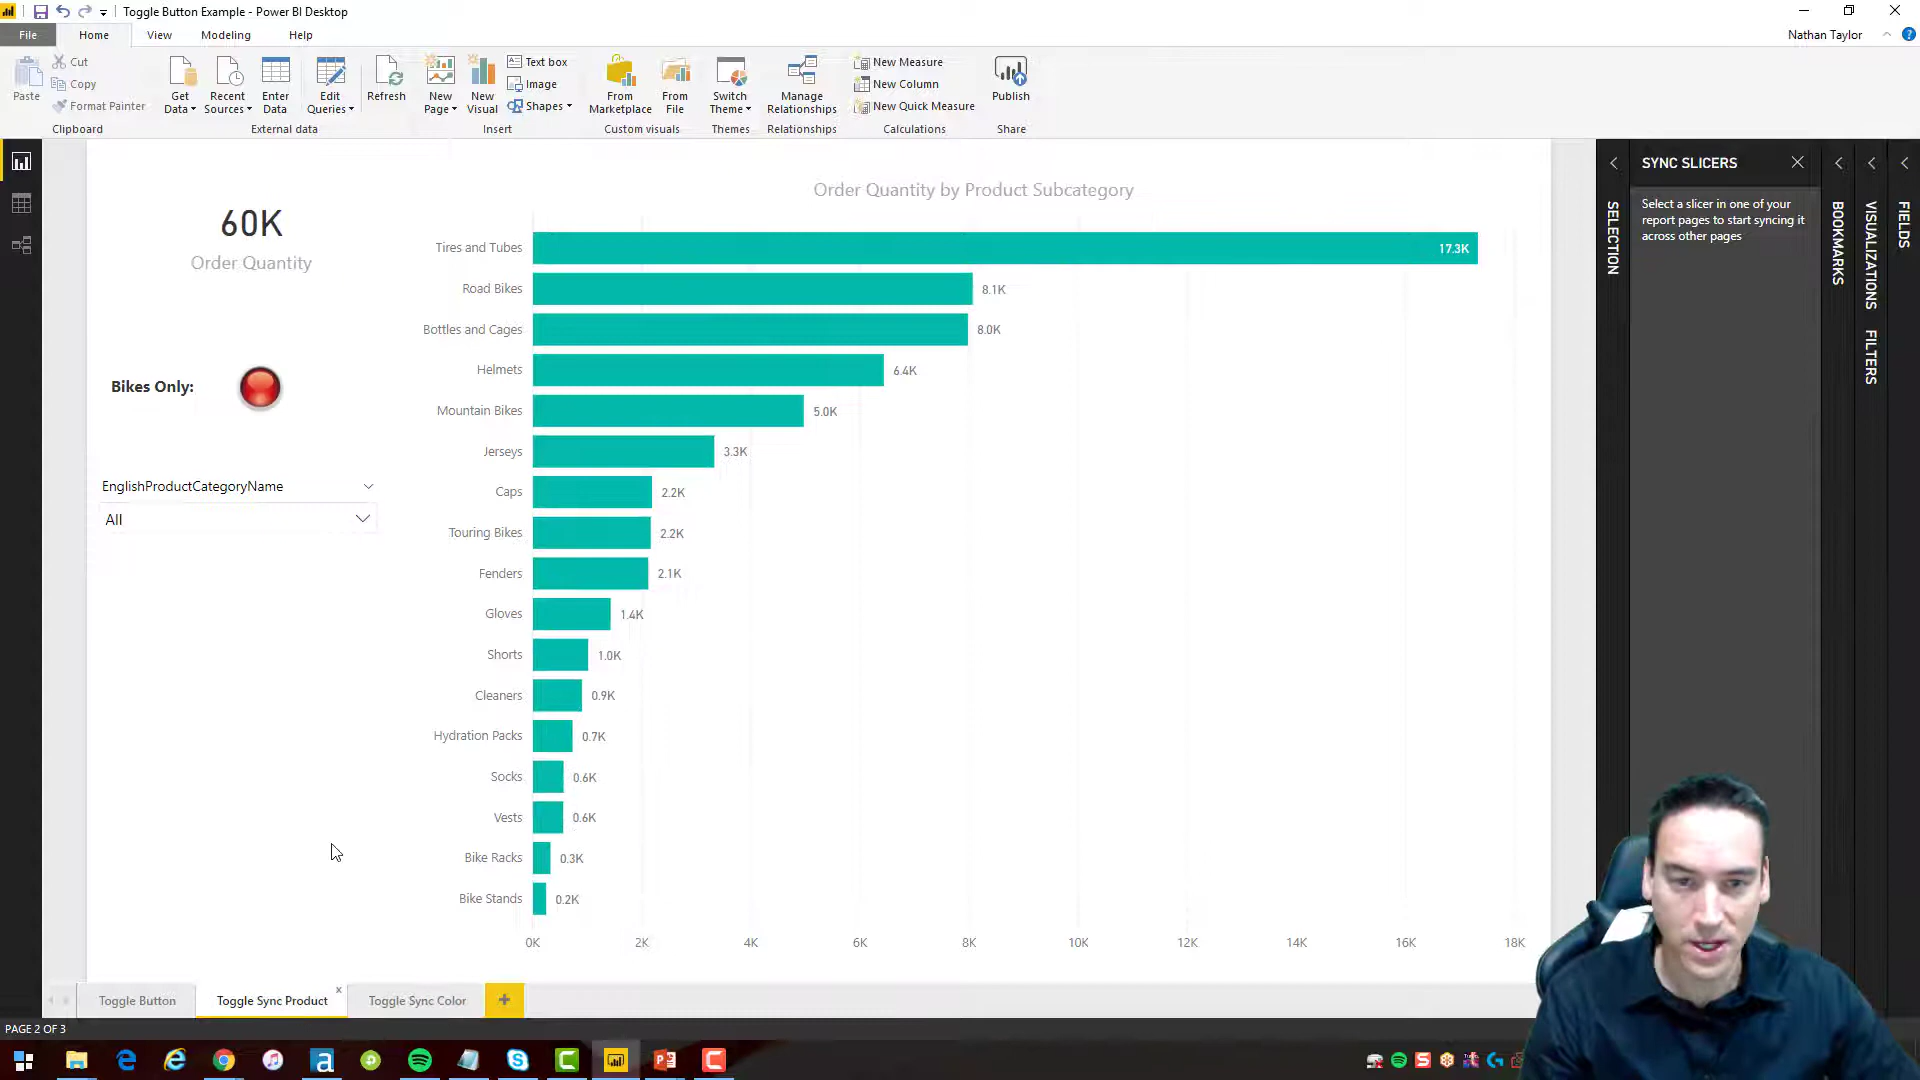 Toggle Button Example - Power BI Desktop
File
Home
View
Modeling
Help
Nathan Taylor
Paste
Cut
Copy
Format Painter
Clipboard
Get Data
Recent Sources
Enter Data
Edit Queries
External data
Refresh
New Page
New Visual
Text box
Image
Shapes
Insert
From Marketplace
From File
Custom visuals
Switch Theme
Themes
Manage Relationships
Relationships
New Measure
New Column
New Quick Measure
Calculations
Publish
Share
60K
Order Quantity
Bikes Only:
EnglishProductCategoryName
All
Order Quantity by Product Subcategory
Tires and Tubes 17.3K
Road Bikes 8.1K
Bottles and Cages 8.0K
Helmets 6.4K
Mountain Bikes 5.0K
Jerseys 3.3K
Caps 2.2K
Touring Bikes 2.2K
Fenders 2.1K
Gloves 1.4K
Shorts 1.0K
Cleaners 0.9K
Hydration Packs 0.7K
Socks 0.6K
Vests 0.6K
Bike Racks 0.3K
Bike Stands 0.2K
0K 2K 4K 6K 8K 10K 12K 14K 16K 18K
SELECTION
SYNC SLICERS
Select a slicer in one of your
report pages to start syncing it
across other pages
BOOKMARKS
VISUALIZATIONS
FILTERS
FIELDS
Toggle Button
Toggle Sync Product
Toggle Sync Color
PAGE 2 OF 3